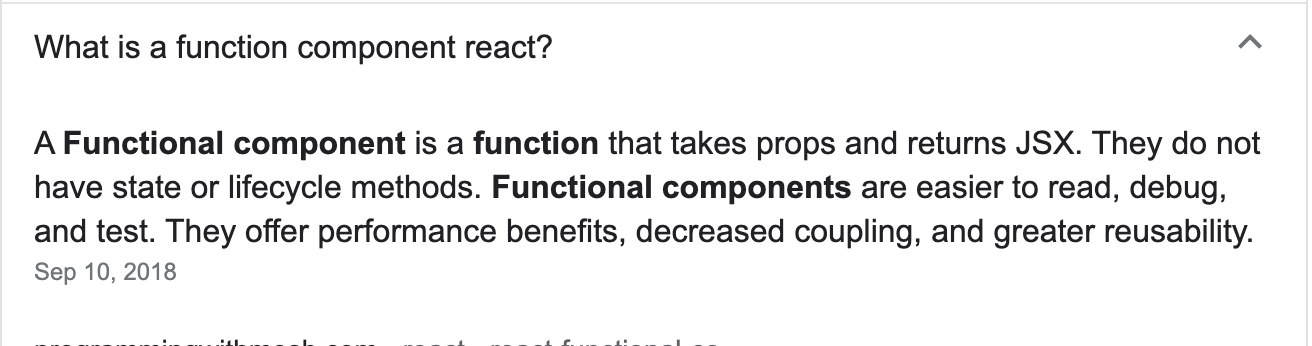 What is a function component react?
A Functional component is a function that takes props and returns JSX. They do not
have state or lifecycle methods. Functional components are easier to read, debug,
and test. They offer performance benefits, decreased coupling, and greater reusability.
Sep 10, 2018